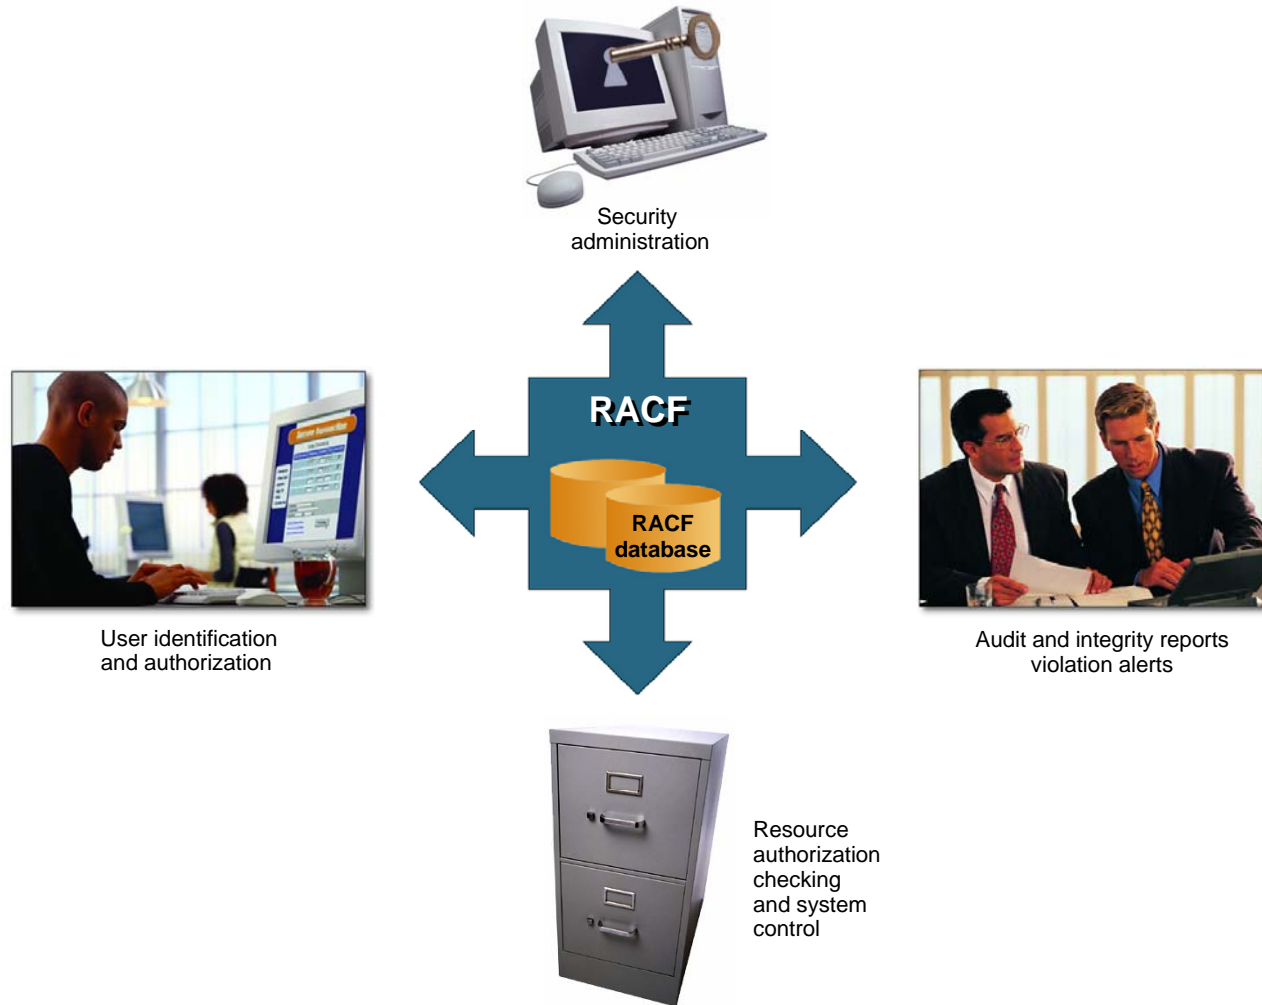 Security
administration
RACF
RACF
database
User identification
and authorization
Audit and integrity reports
violation alerts
Resource
authorization
checking
and system
control